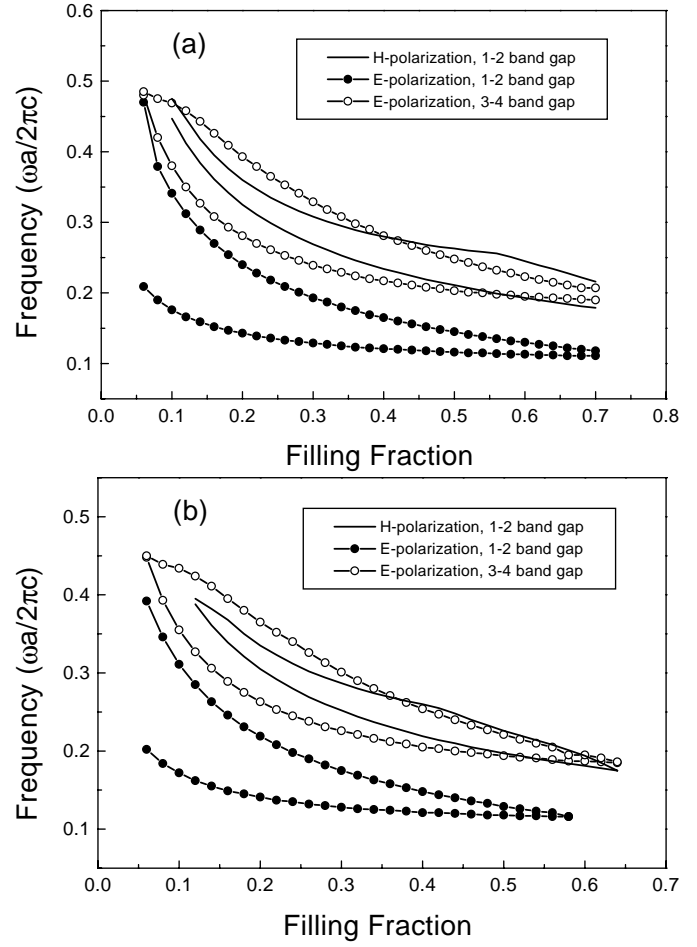 0.6
(a)
H-polarization, 1-2 band gap
E-polarization, 1-2 band gap
E-polarization, 3-4 band gap
0.5
0.4
0.3
0.2
0.1
Frequency (ωa/2πc)
0.0 0.1 0.2 0.3 0.4 0.5 0.6 0.7 0.8
Filling Fraction
(b)
H-polarization, 1-2 band gap
E-polarization, 1-2 band gap
E-polarization, 3-4 band gap
0.5
0.4
0.3
0.2
0.1
Frequency (ωa/2πc)
0.0 0.1 0.2 0.3 0.4 0.5 0.6 0.7
Filling Fraction